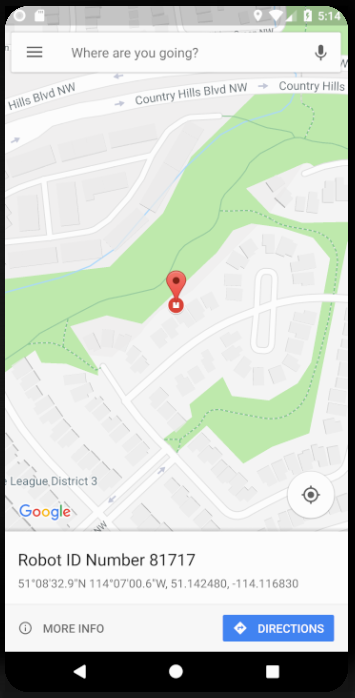 5:14
Where are you going?
Hills Blvd NW
Country Hills Blvd NW
Country Hills
e League,District 3
NW
Google
Robot ID Number 81717
51°08'32.9"N 114°07'00.6"W, 51.142480, -114.116830
MORE INFO
DIRECTIONS